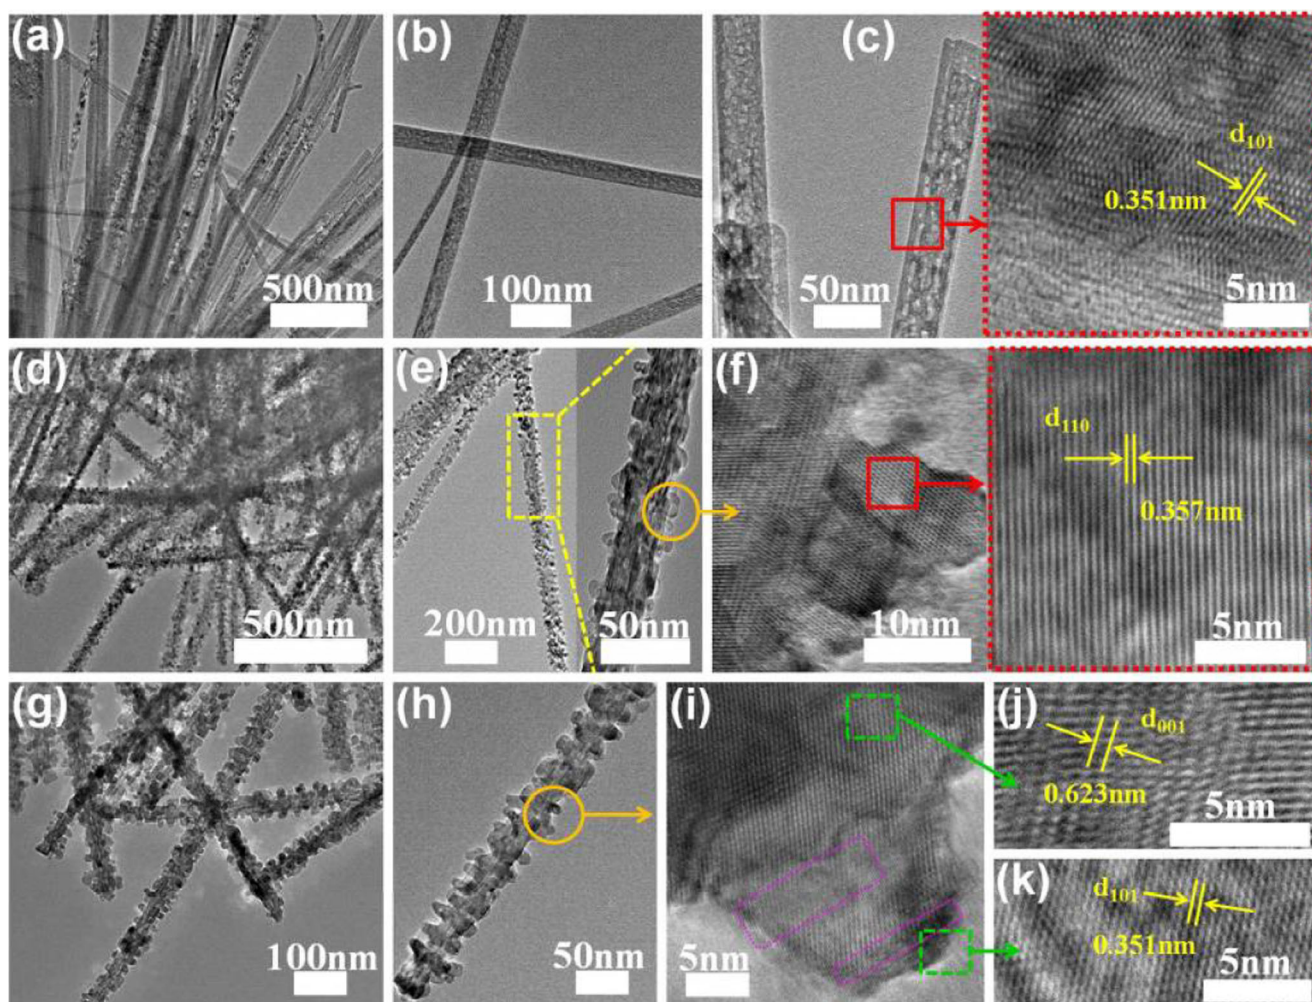 (a)
500nm
(b)
100nm
(c)
50nm
d101
0.351nm
5nm
(d)
500nm
(e)
200nm
50nm
(f)
10nm
d110
0.357nm
5nm
(g)
100nm
(h)
50nm
(i)
5nm
(j)
d001
0.623nm
5nm
(k)
d101
0.351nm
5nm